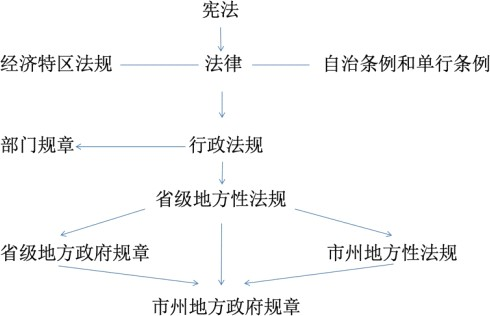 宪法
经济特区法规
法律
自治条例和单行条例
部门规章
行政法规
省级地方性法规
省级地方政府规章
市州地方性法规
市州地方政府规章